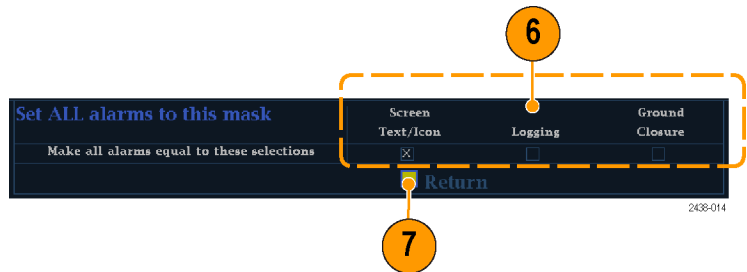 6
Set ALL alarms to this mask
Screen Text/Icon
Logging
Ground Closure
Make all alarms equal to these selections
X
Return
2438-014
7